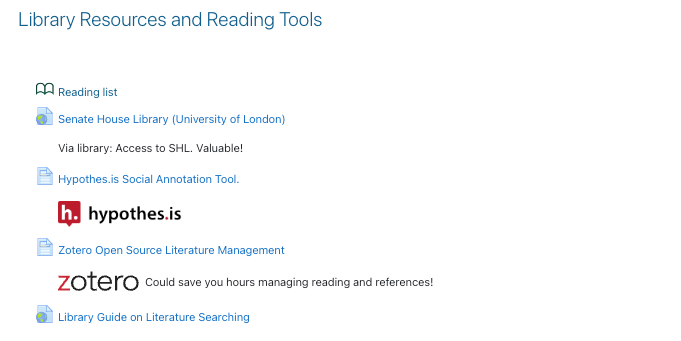 Library Resources and Reading Tools
Reading list
Senate House Library (University of London)
Via library: Access to SHL. Valuable!
Hypothes.is Social Annotation Tool.
h. hypothes.is
Zotero Open Source Literature Management
zotero Could save you hours managing reading and references!
Library Guide on Literature Searching